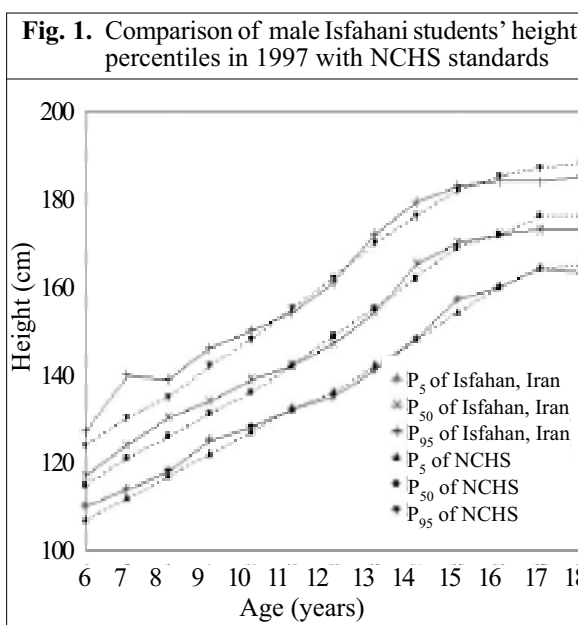 Fig. 1. Comparison of male Isfahani students' height
percentiles in 1997 with NCHS standards
200
180
160
140
120
100
Height (cm)
P5 of Isfahan, Iran
P50 of Isfahan, Iran
P95 of Isfahan, Iran
P5 of NCHS
P50 of NCHS
P95 of NCHS
6 7 8 9 10 11 12 13 14 15 16 17 18
Age (years)